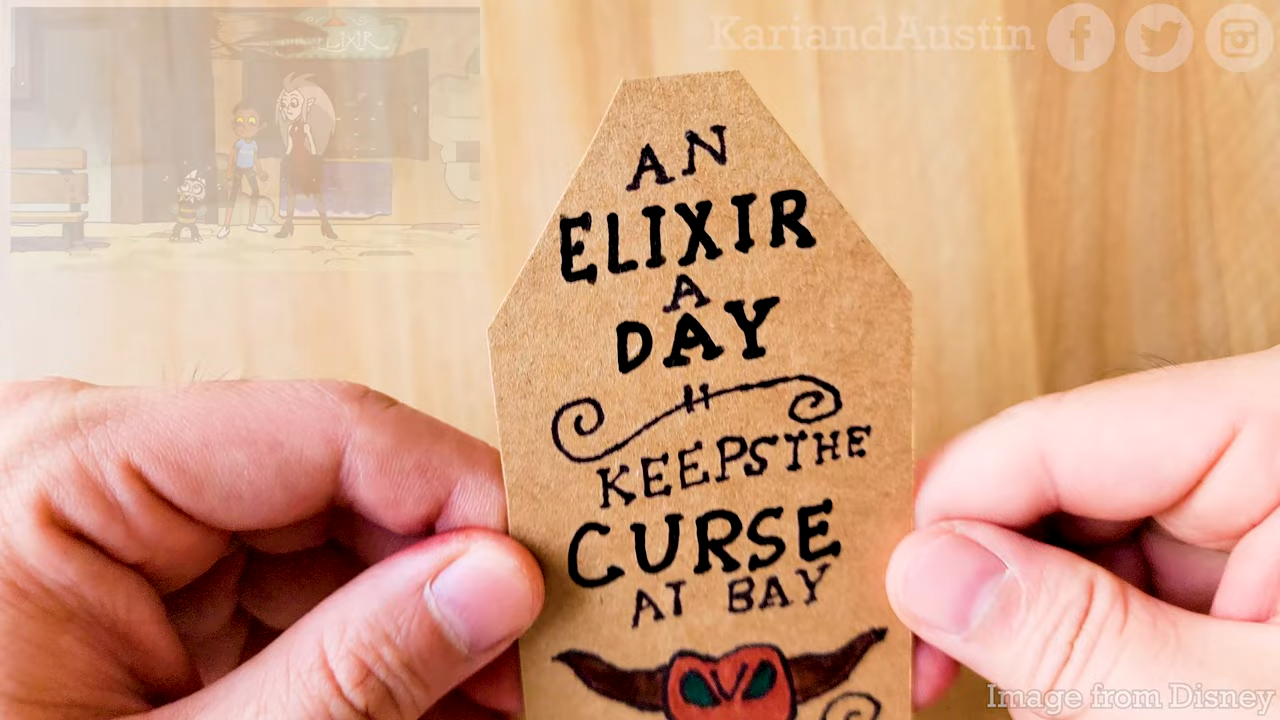 KariandAustin
ELIXIR
AN
ELIXIR
A
DAY
KEEPS THE
CURSE
AT BAY
Image from Disney